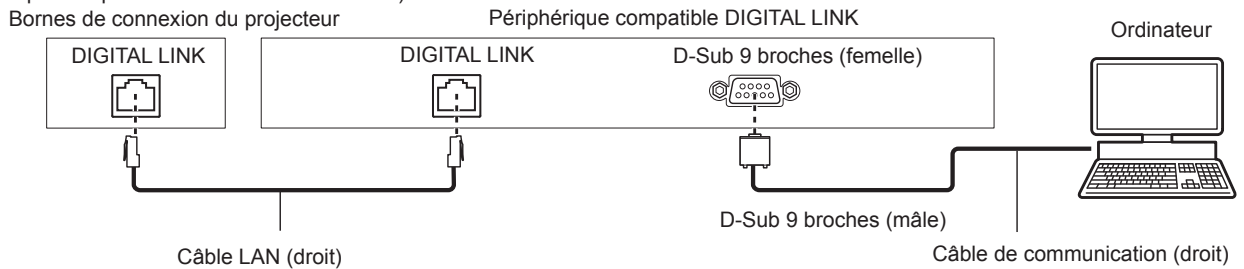 Bornes de connexion du projecteur
Périphérique compatible DIGITAL LINK
Ordinateur
DIGITAL LINK
DIGITAL LINK
D-Sub 9 broches (femelle)
D-Sub 9 broches (mâle)
Câble LAN (droit)
Câble de communication (droit)